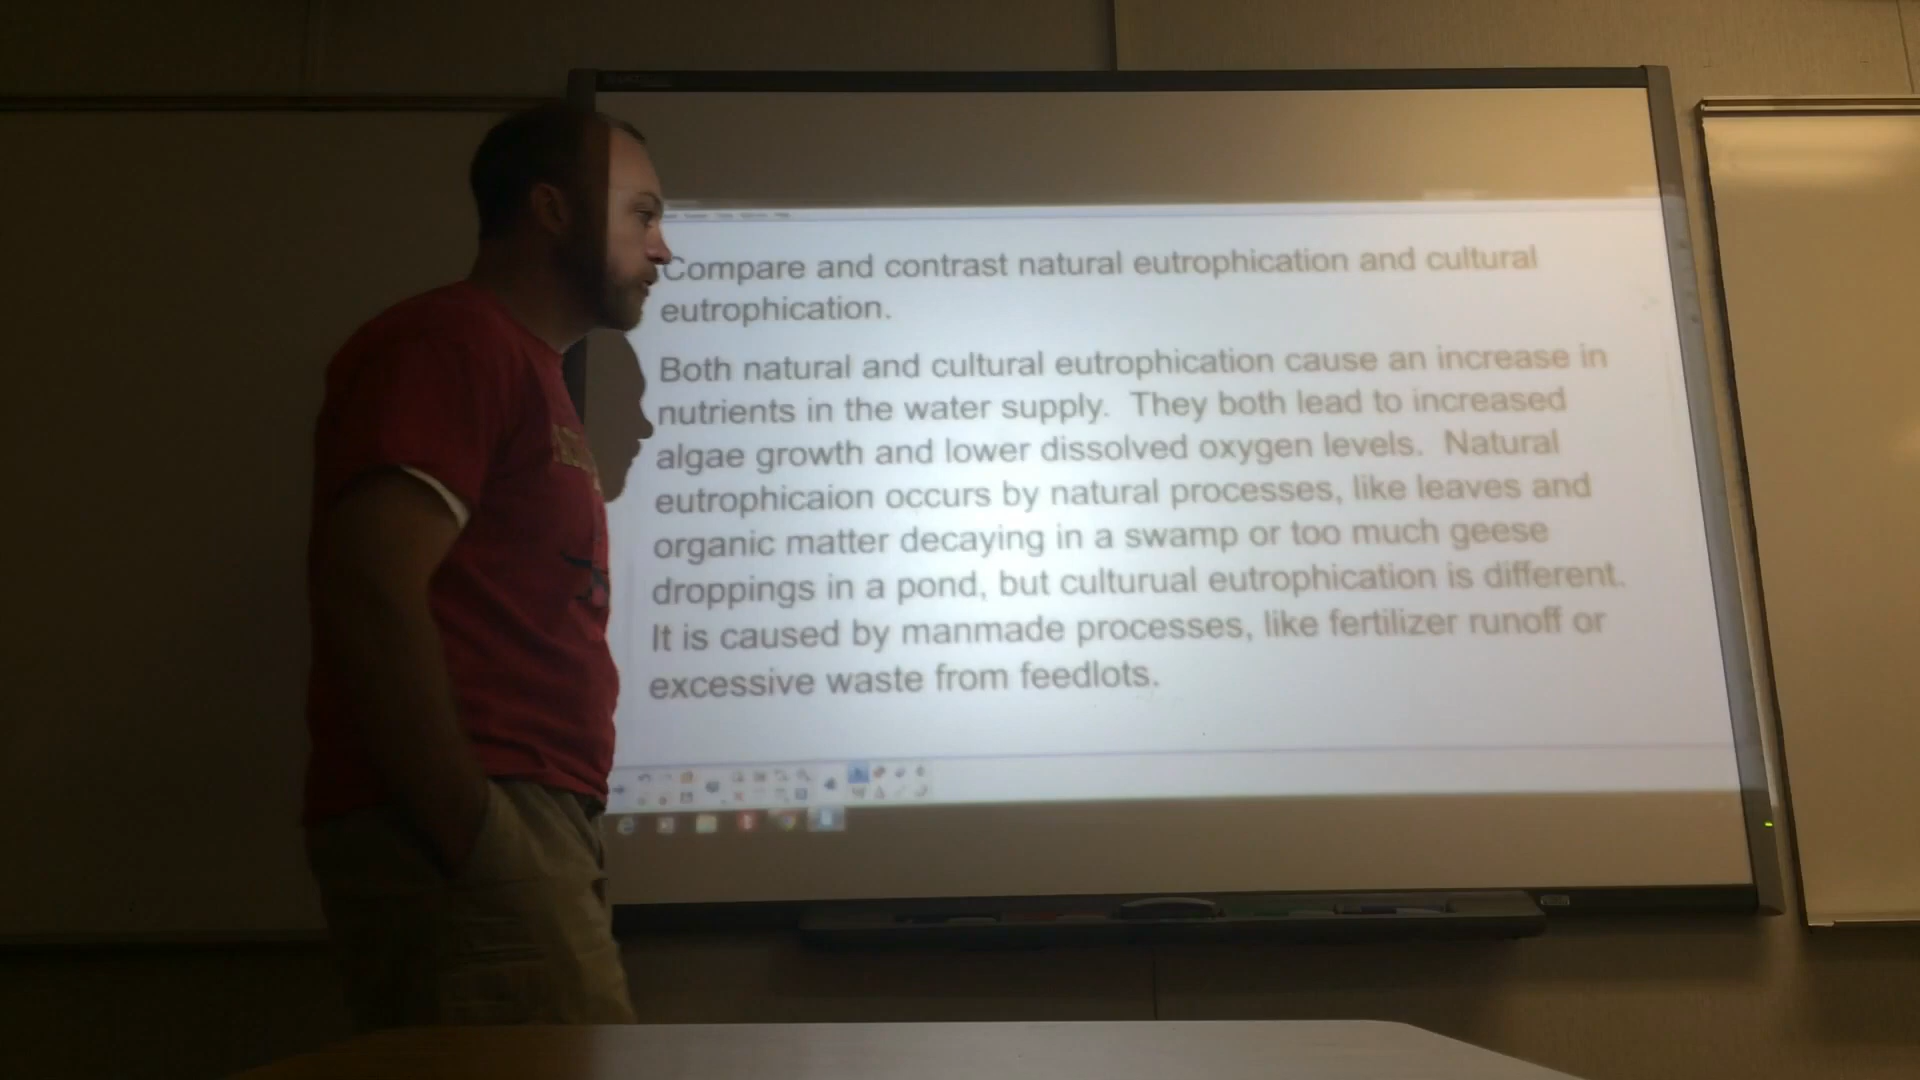 Compare and contrast natural eutrophication and cultural
eutrophication.
Both natural and cultural eutrophication cause an increase in
nutrients in the water supply. They both lead to increased
algae growth and lower dissolved oxygen levels. Natural
eutrophicaion occurs by natural processes, like leaves and
organic matter decaying in a swamp or too much geese
droppings in a pond, but culturual eutrophication is different.
It is caused by manmade processes, like fertilizer runoff or
excessive waste from feedlots.